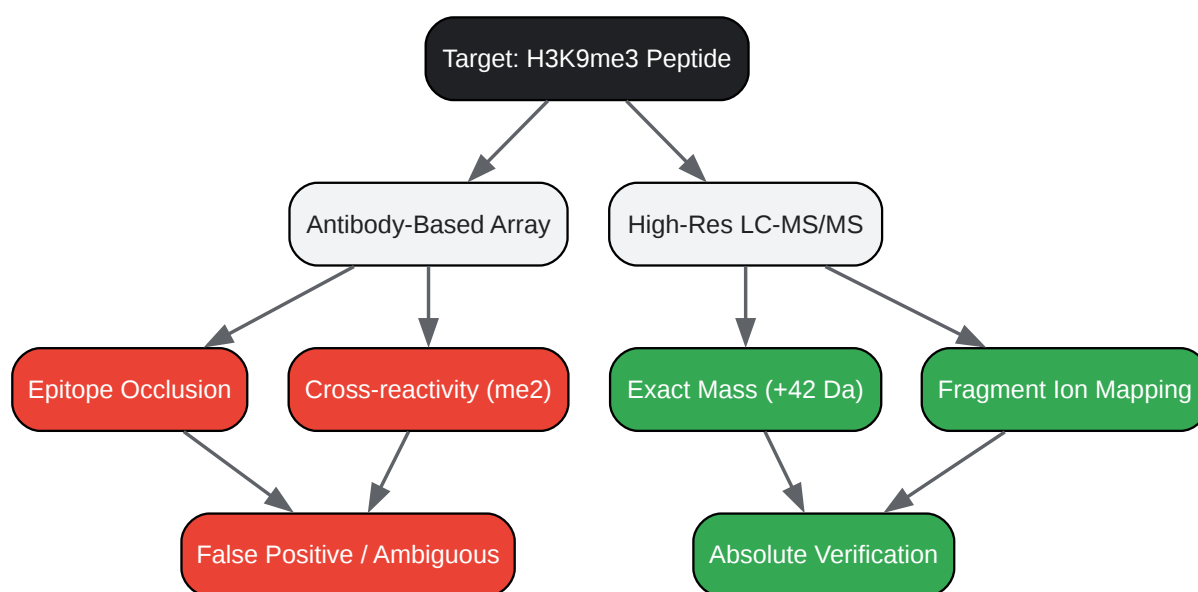 Target: H3K9me3 Peptide
Antibody-Based Array
High-Res LC-MS/MS
Epitope Occlusion
Cross-reactivity (me2)
Exact Mass (+42 Da)
Fragment Ion Mapping
False Positive / Ambiguous
Absolute Verification